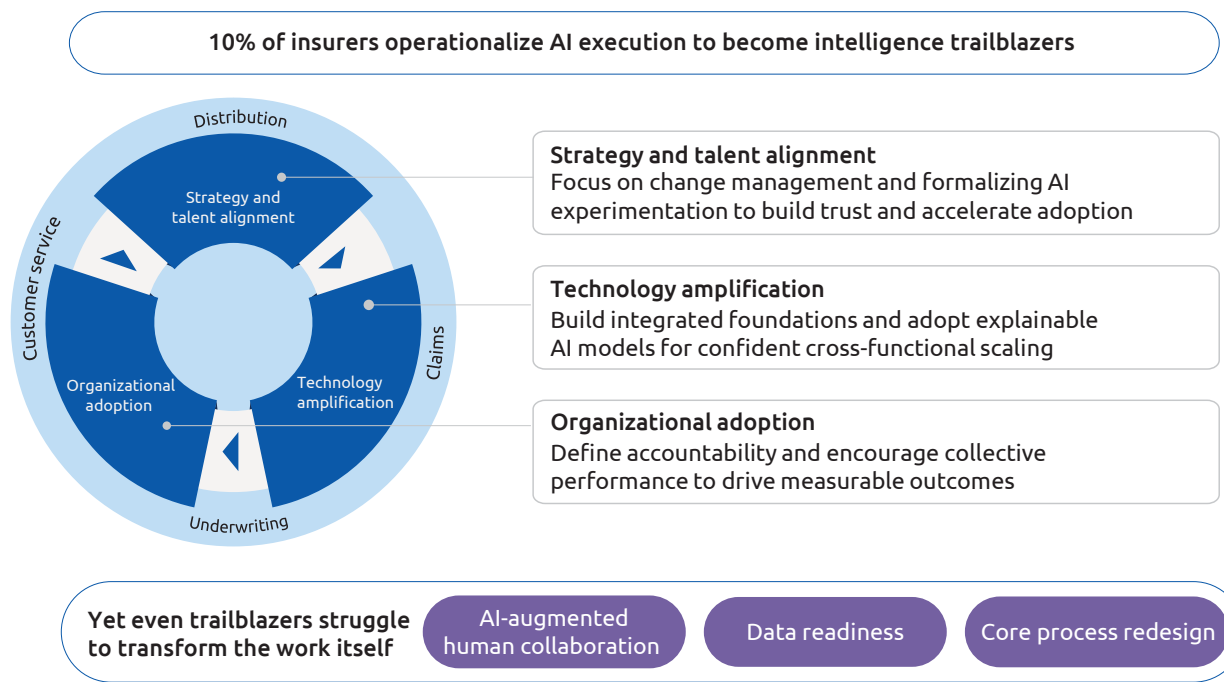 10% of insurers operationalize AI execution to become intelligence trailblazers
Distribution
Customer service
Claims
Underwriting
Strategy and
talent alignment
Organizational
adoption
Technology
amplification
Strategy and talent alignment
Focus on change management and formalizing AI
experimentation to build trust and accelerate adoption
Technology amplification
Build integrated foundations and adopt explainable
AI models for confident cross-functional scaling
Organizational adoption
Define accountability and encourage collective
performance to drive measurable outcomes
Yet even trailblazers struggle
to transform the work itself
AI-augmented
human collaboration
Data readiness
Core process redesign